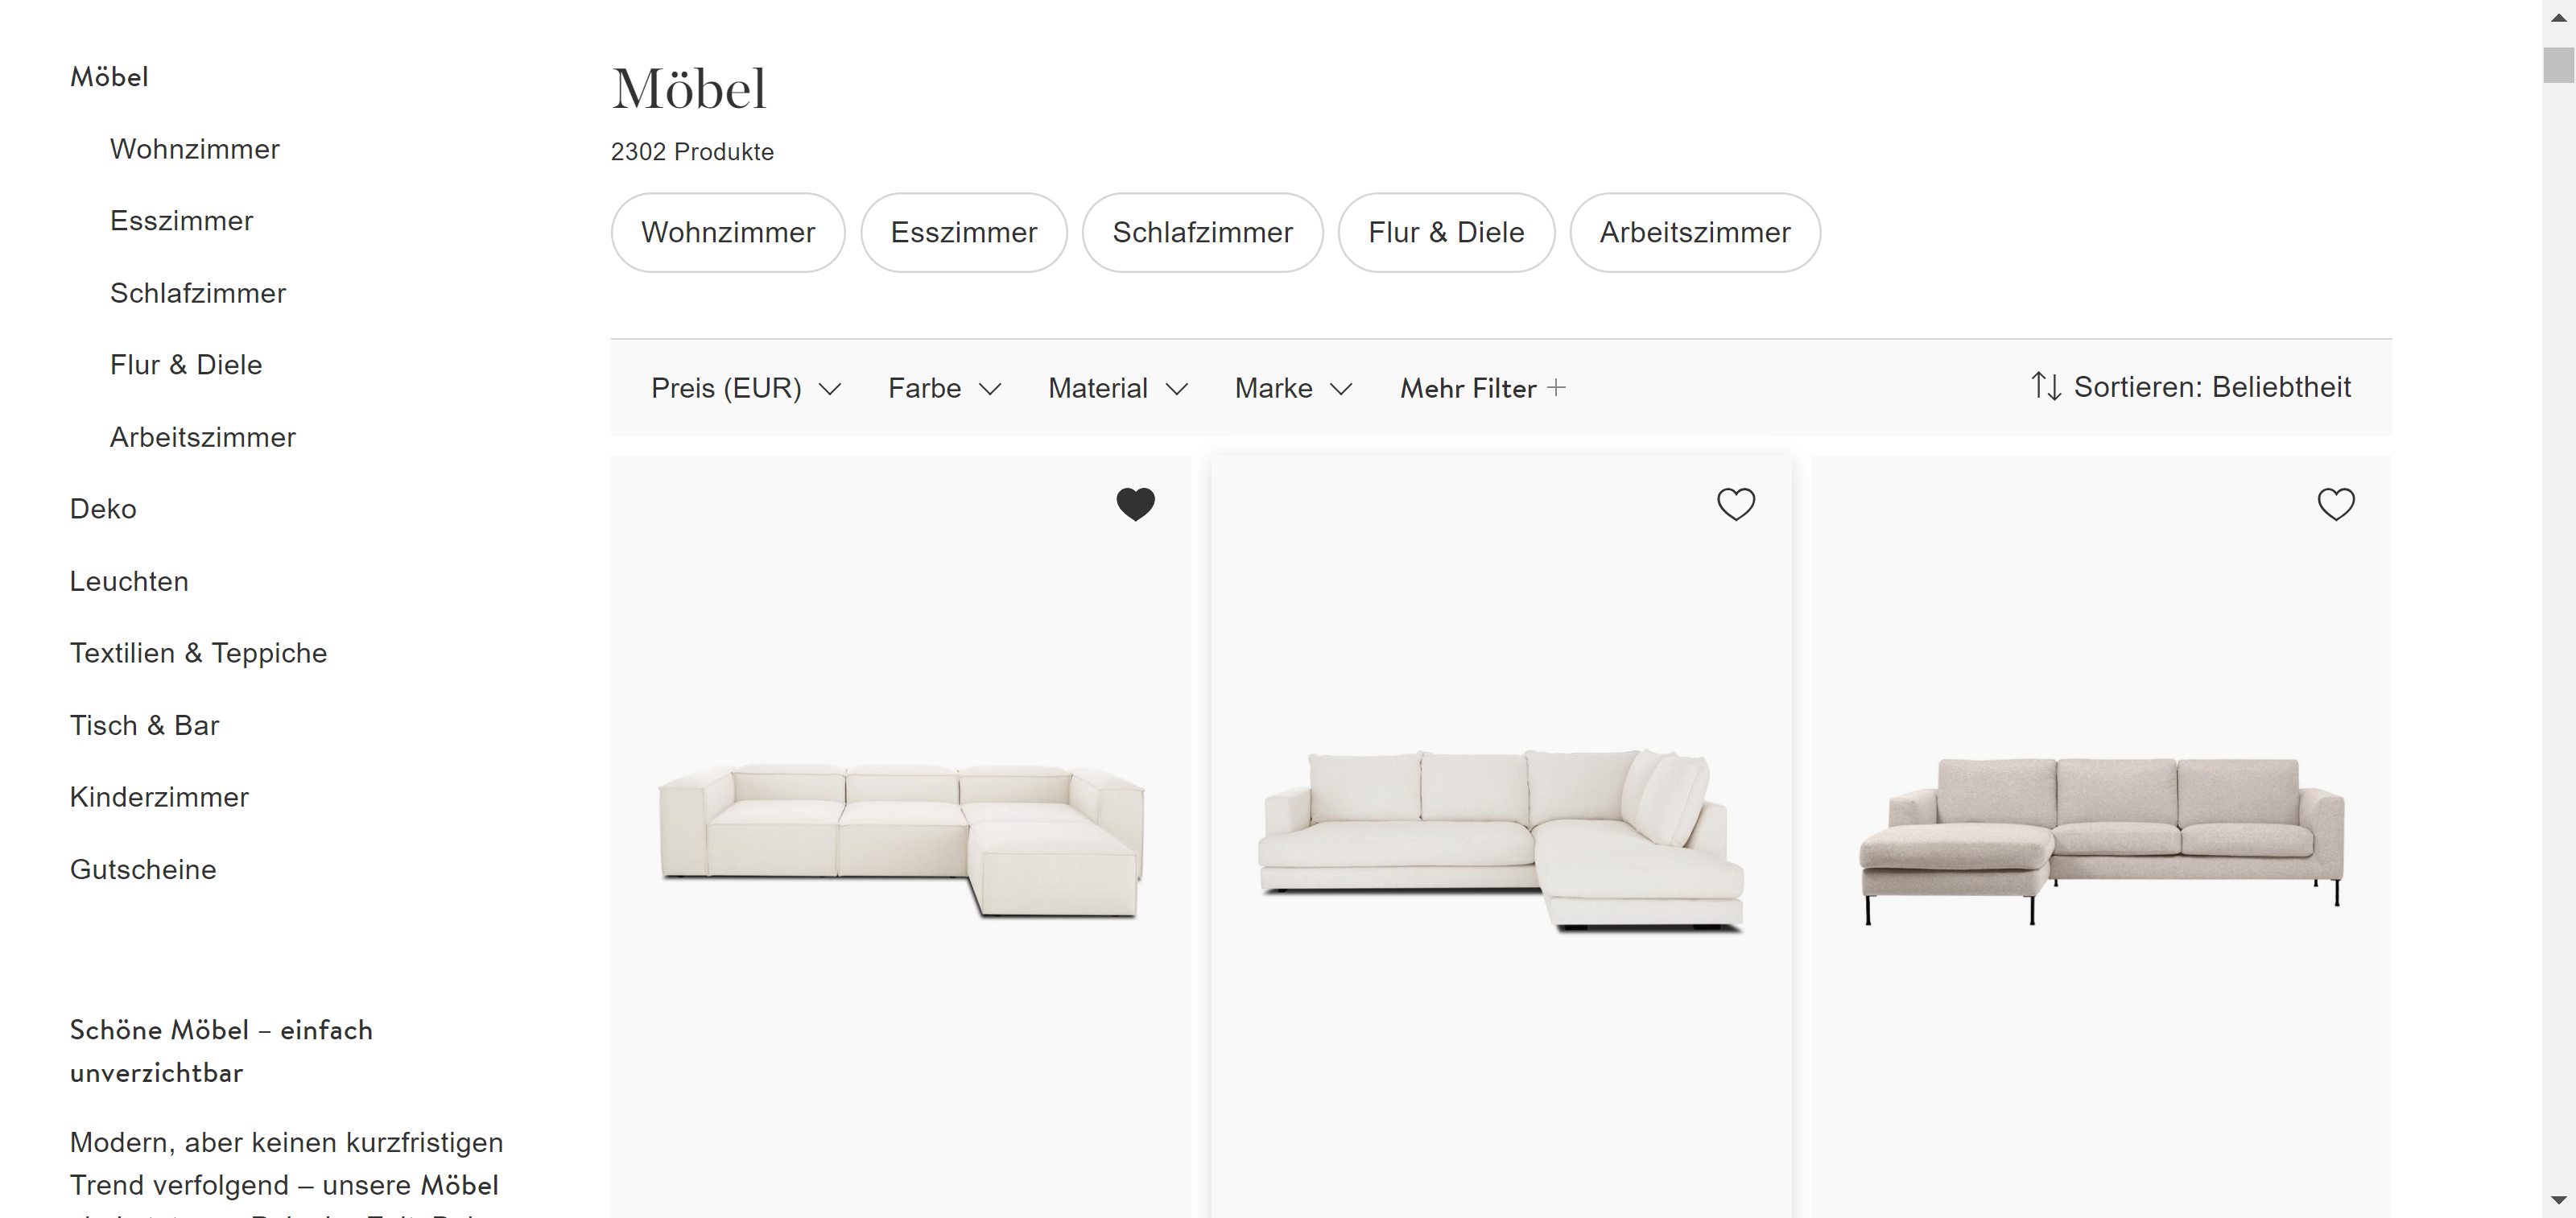 Möbel
Wohnzimmer
Esszimmer
Schlafzimmer
Flur & Diele
Arbeitszimmer
Deko
Leuchten
Textilien & Teppiche
Tisch & Bar
Kinderzimmer
Gutscheine
Schöne Möbel – einfach
unverzichtbar
Modern, aber keinen kurzfristigen
Trend verfolgend – unsere Möbel
Möbel
2302 Produkte
Wohnzimmer Esszimmer Schlafzimmer Flur & Diele Arbeitszimmer
Preis (EUR) Farbe Material Marke Mehr Filter + Sortieren: Beliebtheit